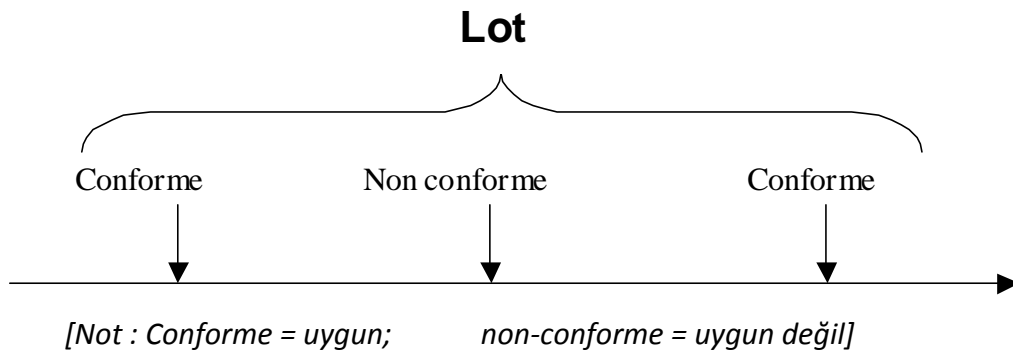 Lot
Conforme Non conforme Conforme
[Not : Conforme = uygun; non-conforme = uygun değil]